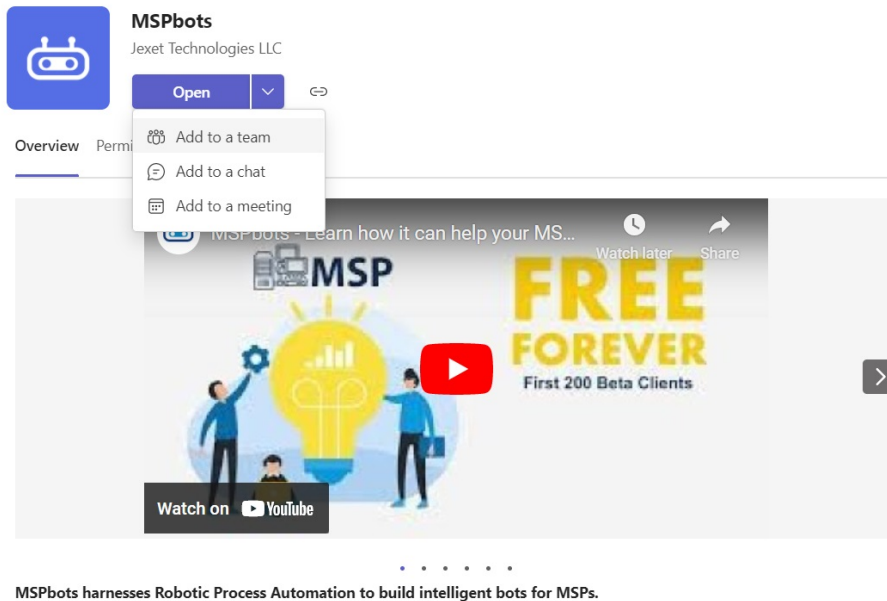 MSPbots
Jexet Technologies LLC
Open
Add to a team
Overview
Add to a chat
Add to a meeting
MSPbots - Learn how it can help your MS...
Watch later
Share
MSP
FREE
FOREVER
First 200 Beta Clients
Watch on YouTube
MSPbots harnesses Robotic Process Automation to build intelligent bots for MSPs.